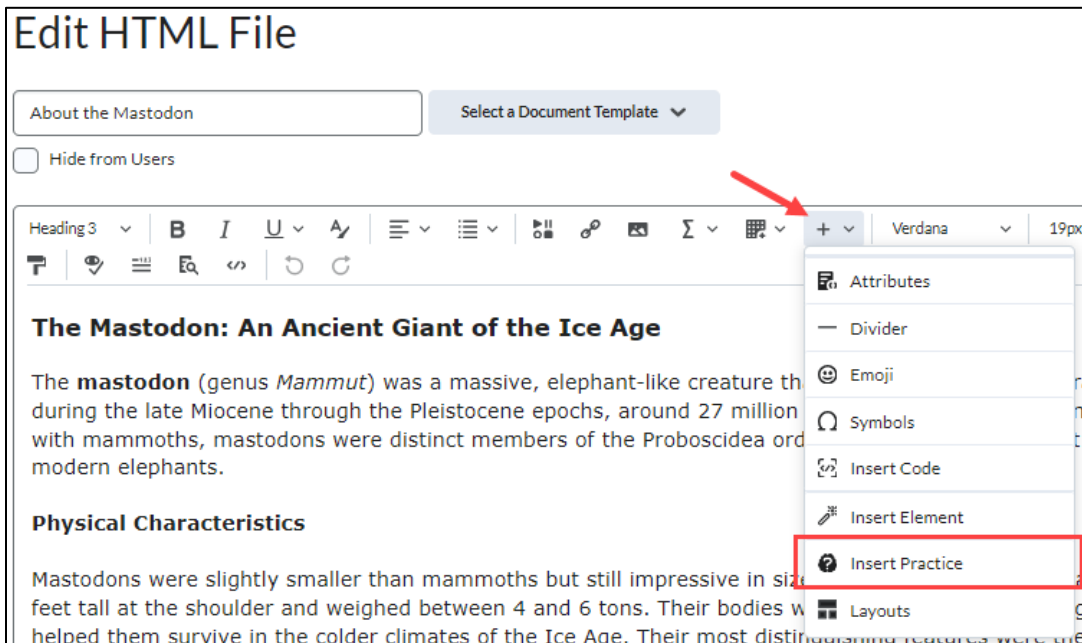 Edit HTML File
About the Mastodon
Select a Document Template
Hide from Users
Heading 3
B I U A Σ + Verdana 19px
Attributes
Divider
Emoji
Symbols
Insert Code
Insert Element
Insert Practice
Layouts
The Mastodon: An Ancient Giant of the Ice Age
The mastodon (genus Mammut) was a massive, elephant-like creature
during the late Miocene through the Pleistocene epochs, around 27 million
with mammoths, mastodons were distinct members of the Proboscidea
modern elephants.
Physical Characteristics
Mastodons were slightly smaller than mammoths but still impressive in
feet tall at the shoulder and weighed between 4 and 6 tons. Their bodies
helped them survive in the colder climates of the Ice Age. Their most distinguishing features were